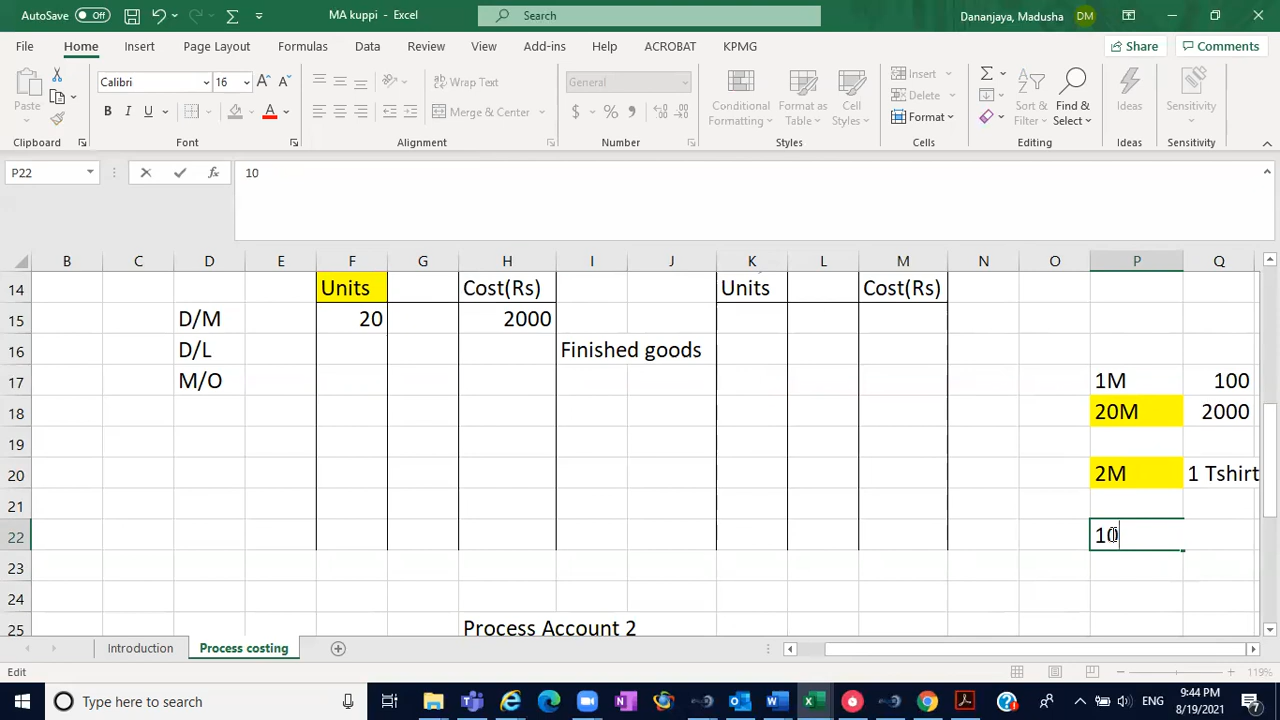 AutoSave Off MA kuppi - Excel Search Dananjaya, Madusha DM
File Home Insert Page Layout Formulas Data Review View Add-ins Help ACROBAT KPMG Share Comments
Calibri 16 A A Wrap Text General Insert
Paste B I U A Merge & Center $ % Conditional Formatting Format as Table Cell Styles Delete Format Sort & Filter Find & Select Ideas Sensitivity
Clipboard Font Alignment Number Styles Cells Editing Ideas Sensitivity
P22 fx 10
B C D E F G H I J K L M N O P Q
14 Units Cost(Rs) Units Cost(Rs)
15 D/M 20 2000
16 D/L Finished goods
17 M/O 1M 100
18 20M 2000
19
20 2M 1 Tshirt
21
22 10
23
24
25 Process Account 2
Introduction Process costing
Edit 119%
Type here to search ENG 9:44 PM
8/19/2021 7